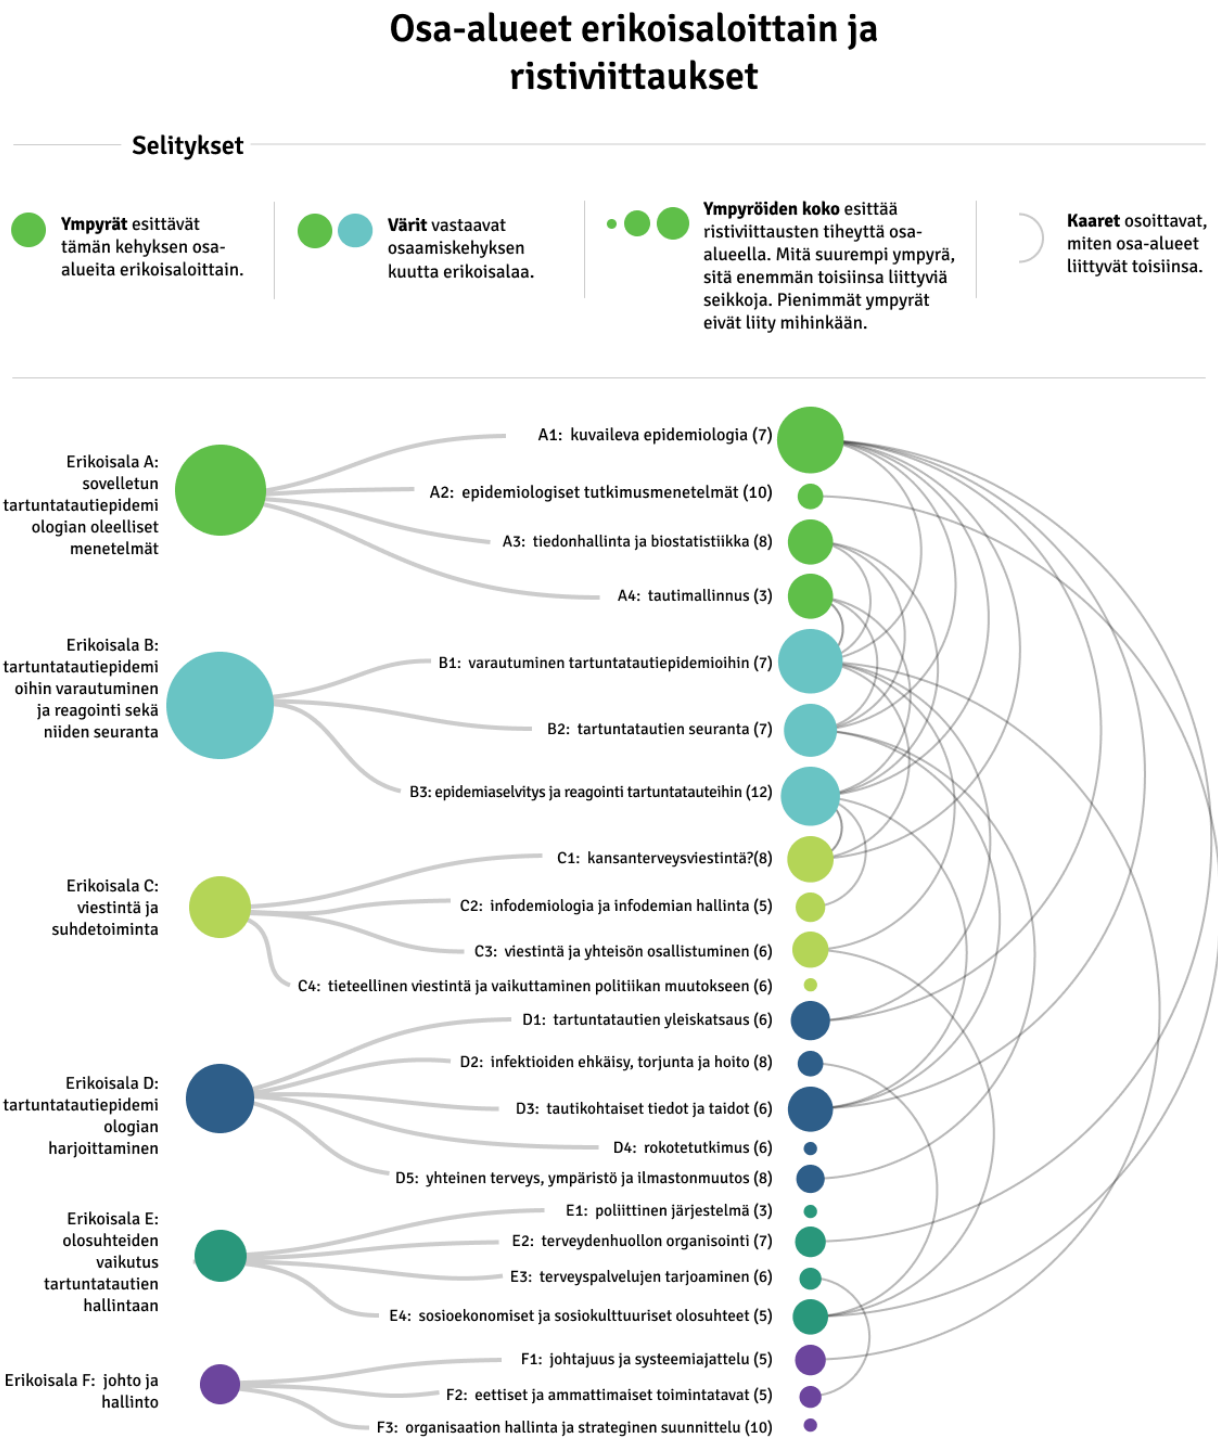 Osa-alueet erikoisaloittain ja
ristiviittaukset
Selitykset
Ympyrät esittävät
tämän kehyksen osa-
alueita erikoisaloittain.
Värit vastaavat
osaamiskehyksen
kuutta erikoisalaa.
Ympyröiden koko esittää
ristiviittausten tiheyttä osa-
alueella. Mitä suurempi ympyrä,
sitä enemmän toisiinsa liittyviä
seikkoja. Pienimmät ympyrät
eivät liity mihinkään.
Kaaret osoittavat,
miten osa-alueet
liittyvät toisiinsa.
Erikoisala A:
sovelletun
tartuntatautiepidemi
ologian oleelliset
menetelmät
A1: kuvaileva epidemiologia (7)
A2: epidemiologiset tutkimusmenetelmät (10)
A3: tiedonhallinta ja biostatistiikka (8)
A4: tautimallinnus (3)
Erikoisala B:
tartuntatautiepidemi
oihin varautuminen
ja reagointi sekä
niiden seuranta
B1: varautuminen tartuntatautiepidemioihin (7)
B2: tartuntatautien seuranta (7)
B3: epidemiaselvitys ja reagointi tartuntatauteihin (12)
Erikoisala C:
viestintä ja
suhdetoiminta
C1: kansanterveysviestintä?(8)
C2: infodemiologia ja infodemian hallinta (5)
C3: viestintä ja yhteisön osallistuminen (6)
C4: tieteellinen viestintä ja vaikuttaminen politiikan muutokseen (6)
Erikoisala D:
tartuntatautiepidemi
ologian
harjoittaminen
D1: tartuntatautien yleiskatsaus (6)
D2: infektioiden ehkäisy, torjunta ja hoito (8)
D3: tautikohtaiset tiedot ja taidot (6)
D4: rokotetutkimus (6)
D5: yhteinen terveys, ympäristö ja ilmastonmuutos (8)
Erikoisala E:
olosuhteiden
vaikutus
tartuntatautien
hallintaan
E1: poliittinen järjestelmä (3)
E2: terveydenhuollon organisointi (7)
E3: terveyspalvelujen tarjoaminen (6)
E4: sosioekonomiset ja sosiokulttuuriset olosuhteet (5)
Erikoisala F: johto ja
hallinto
F1: johtajuus ja systeemiajattelu (5)
F2: eettiset ja ammattimaiset toimintatavat (5)
F3: organisaation hallinta ja strateginen suunnittelu (10)